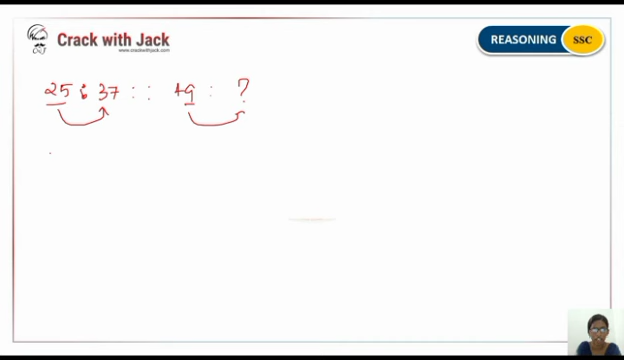 Crack with Jack
www.crackwithjack.com
REASONING SSC
25 : 37 :: 49 : ?